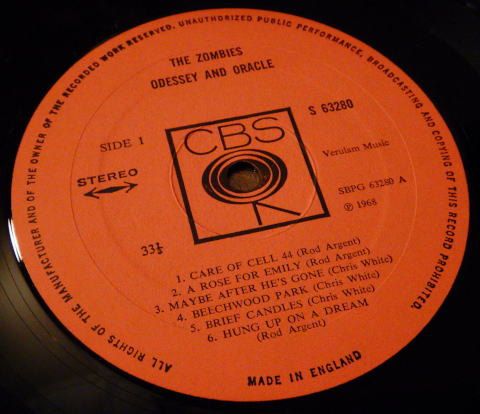 ALL RIGHTS OF THE MANUFACTURER AND OF THE OWNER OF THE RECORDED WORK RESERVED. UNAUTHORIZED PUBLIC PERFORMANCE, BROADCASTING AND COPYING OF THIS RECORD PROHIBITED.
THE ZOMBIES
ODESSEY AND ORACLE
S 63280
SIDE 1
CBS
Verulam Music
STEREO
SBPG 63280 A
℗ 1968
33⅓
1. CARE OF CELL 44 (Rod Argent)
2. A ROSE FOR EMILY (Rod Argent)
3. MAYBE AFTER HE'S GONE (Chris White)
4. BEECHWOOD PARK (Chris White)
5. BRIEF CANDLES (Chris White)
6. HUNG UP ON A DREAM
(Rod Argent)
MADE IN ENGLAND